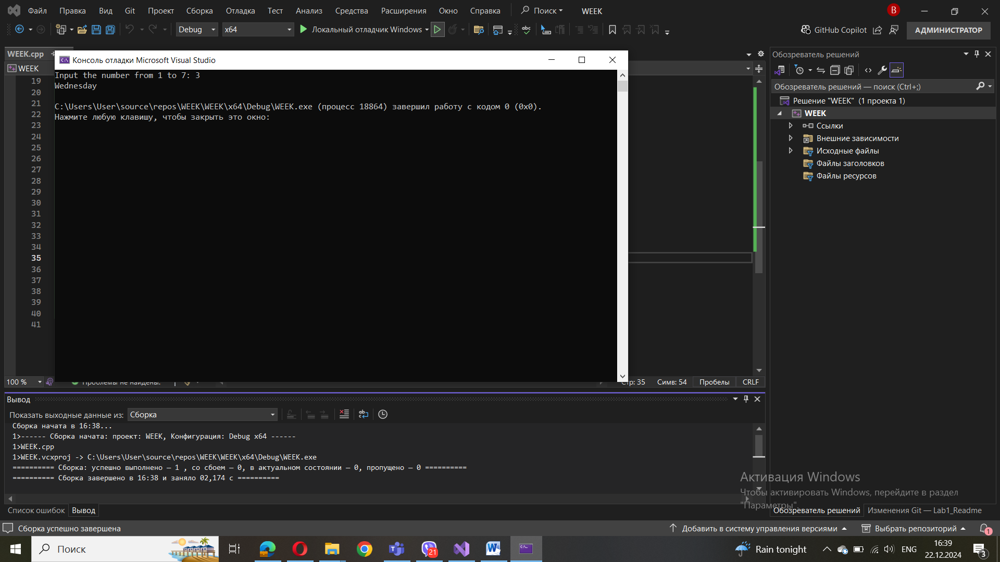 Файл Правка Вид Git Проект Сборка Отладка Тест Анализ Средства Расширения Окно Справка Поиск WEEK B
Debug x64 Локальный отладчик Windows GitHub Copilot АДМИНИСТРАТОР
WEEK.cpp
WEEK
Консоль отладки Microsoft Visual Studio
Input the number from 1 to 7: 3
Wednesday
C:\Users\User\source\repos\WEEK\WEEK\x64\Debug\WEEK.exe (процесс 18864) завершил работу с кодом 0 (0x0).
Нажмите любую клавишу, чтобы закрыть это окно:
19
20
21
22
23
24
25
26
27
28
29
30
31
32
33
34
35
36
37
38
39
40
41
100 % Проблемы не найдены. Стр: 35 Симв: 54 Пробелы CRLF
Обозреватель решений
Обозреватель решений — поиск (Ctrl+;)
Решение "WEEK" (1 проекта 1)
WEEK
Ссылки
Внешние зависимости
Исходные файлы
Файлы заголовков
Файлы ресурсов
Вывод
Показать выходные данные из: Сборка
Сборка начата в 16:38...
1>------ Сборка начата: проект: WEEK, Конфигурация: Debug x64 ------
1>WEEK.cpp
1>WEEK.vcxproj -> C:\Users\User\source\repos\WEEK\WEEK\x64\Debug\WEEK.exe
========== Сборка: успешно выполнено — 1 , со сбоем — 0, в актуальном состоянии — 0, пропущено — 0 ==========
========== Сборка завершено в 16:38 и заняло 02,174 с ==========
Активация Windows
Чтобы активировать Windows, перейдите в раздел
"Параметры".
Список ошибок Вывод
Обозреватель решений Изменения Git — Lab1_Readme
Сборка успешно завершена Добавить в систему управления версиями Выбрать репозиторий 1
Поиск 21 Rain tonight ENG 16:39
22.12.2024 3